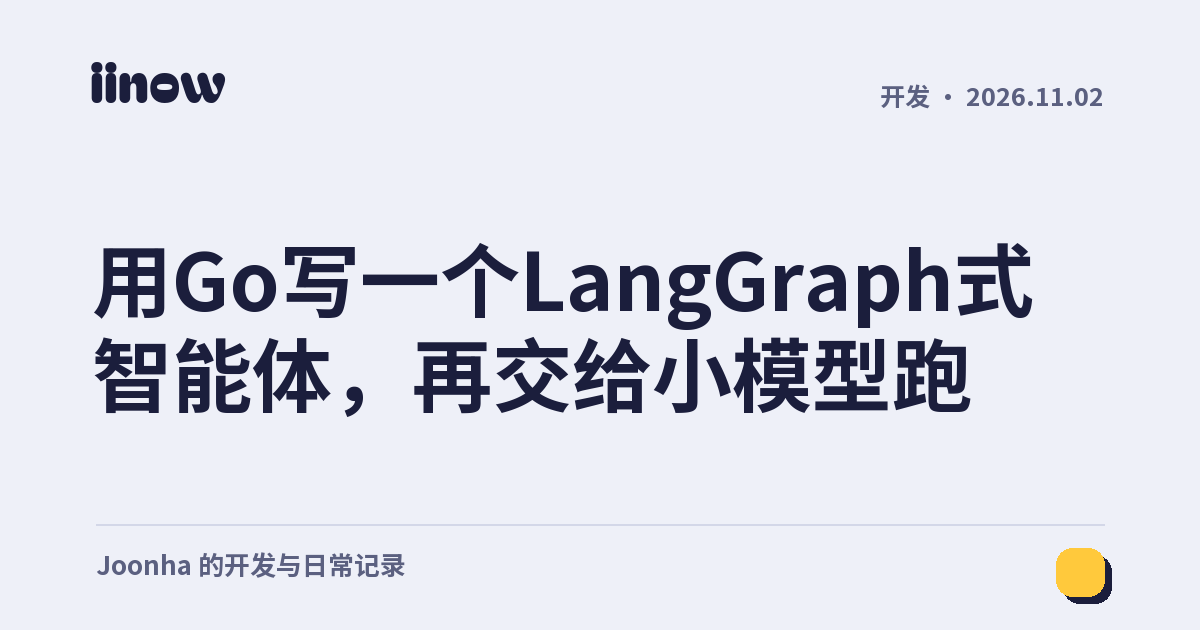 iinow
开发 · 2026.11.02
用Go写一个LangGraph式
智能体，再交给小模型跑
Joonha 的开发与日常记录